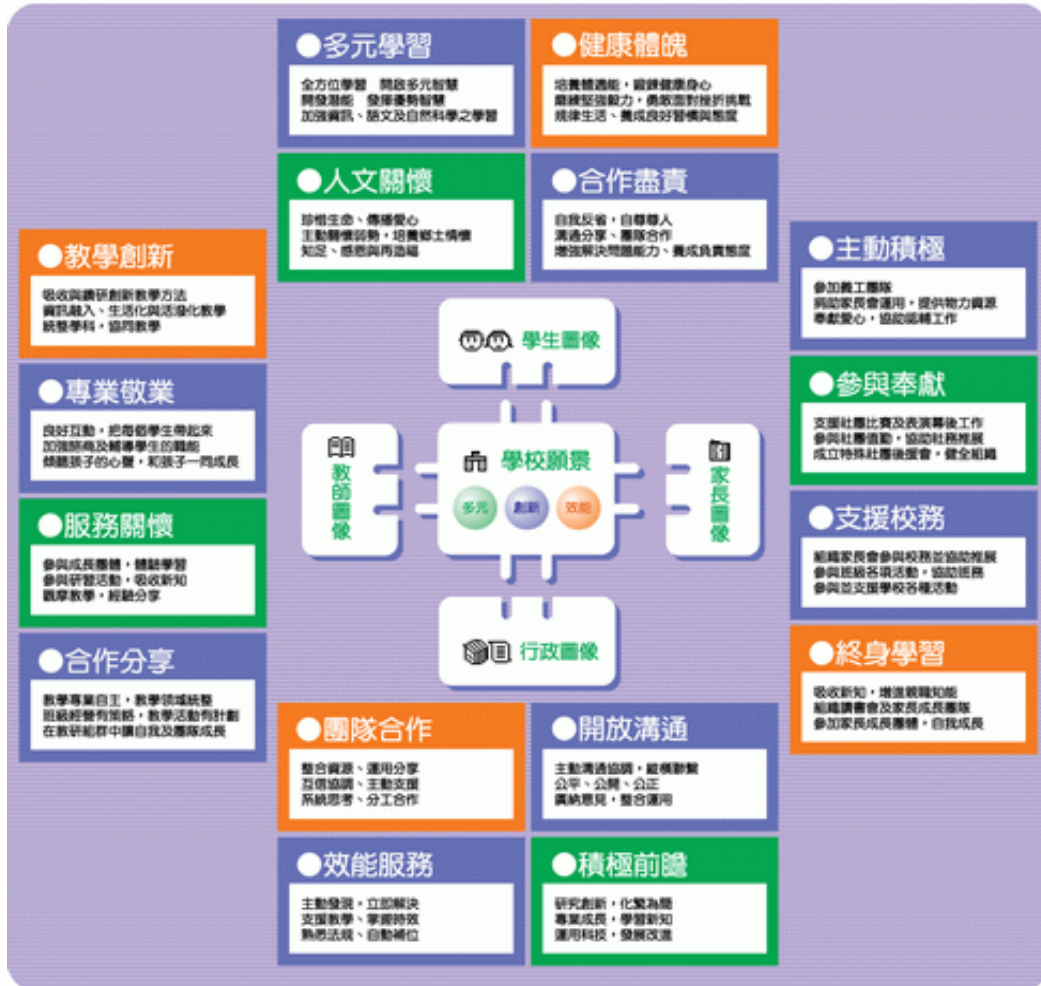 ●多元學習
全方位學習 開啟多元智慧
開發潛能 發揮優勢智慧
加強資訊、語文及自然科學之學習
●健康體魄
培養體適能，鍛鍊健康身心
磨練堅強毅力，勇敢面對挫折挑戰
規律生活、養成良好習慣與態度
●人文關懷
珍惜生命、傳播愛心
主動關懷弱勢，培養鄉土情懷
知足、感恩與再造福
●合作盡責
自我反省，自尊尊人
溝通分享、團隊合作
增強解決問題能力、養成負責態度
●教學創新
吸收與鑽研創新教學方法
資訊融入、生活化與活潑化教學
統整學科，協同教學
●專業敬業
良好互動，把每個學生帶起來
加強諮商及輔導學生的職能
傾聽孩子的心聲，和孩子一同成長
●服務關懷
參與成長團體，體驗學習
參與研習活動，吸收新知
觀摩教學，經驗分享
●合作分享
教學專業自主，教學領域統整
班級經營有策略，教學活動有計劃
在教研組群中讓自我及團隊成長
學生圖像
教師圖像
學校願景
多元
創新
效能
家長圖像
行政圖像
●主動積極
參加義工團隊
捐助家長會運用，提供物力資源
奉獻愛心，協助認輔工作
●參與奉獻
支援社團比賽及表演幕後工作
參與社團值勤，協助社務推展
成立特殊社團後援會，健全組織
●支援校務
組織家長會參與校務並協助推展
參與班級各項活動，協助班務
參與並支援學校各種活動
●終身學習
吸收新知，增進親職知能
組織讀書會及家長成長團隊
參加家長成長團體，自我成長
●團隊合作
整合資源、運用分享
互信協調、主動支援
系統思考、分工合作
●開放溝通
主動溝通協調，縱橫聯繫
公平、公開、公正
廣納意見，整合運用
●效能服務
主動發現，立即解決
支援教學、掌握時效
熟悉法規、自動補位
●積極前瞻
研究創新，化繁為簡
專業成長，學習新知
運用科技，發展改進